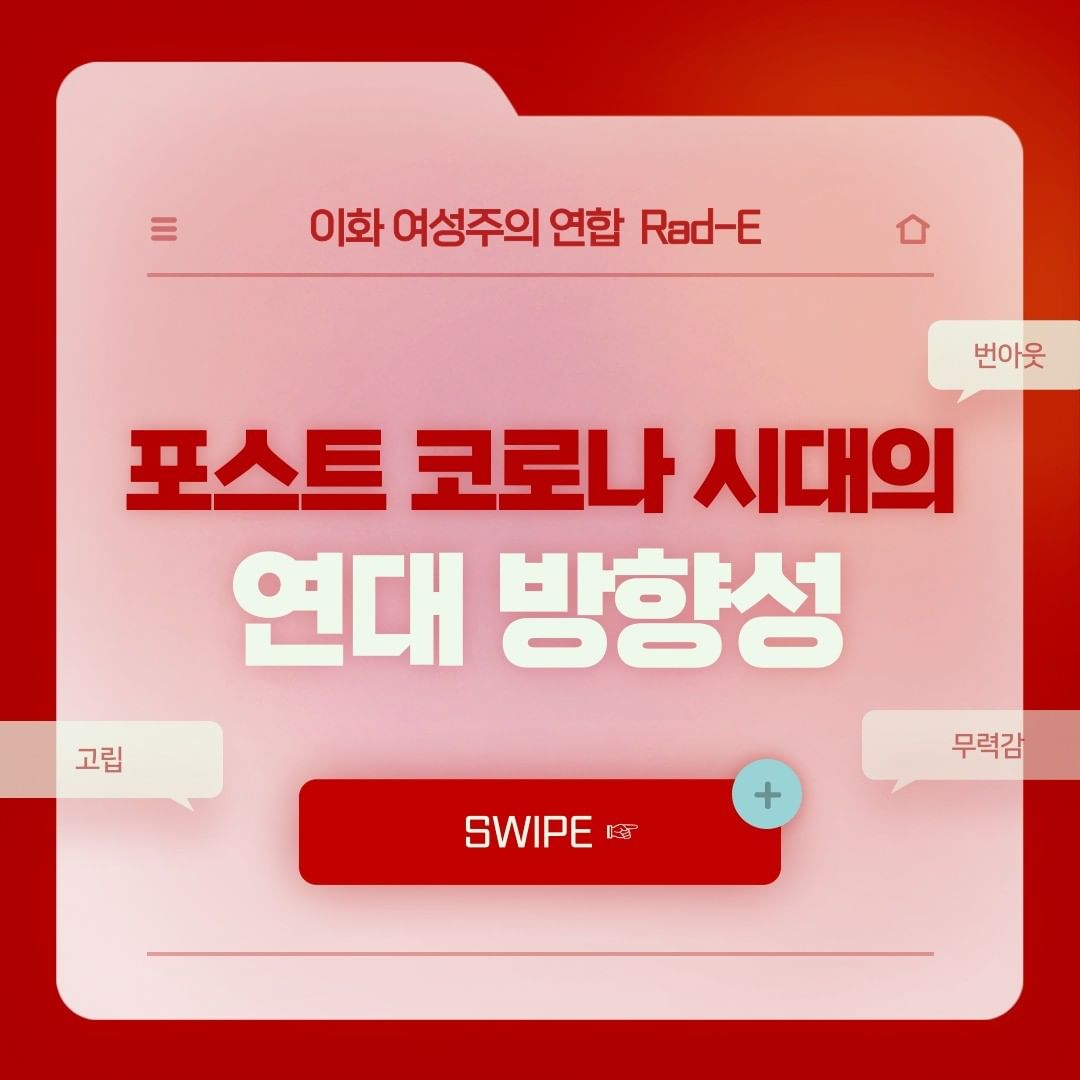 이화 여성주의 연합 Rad-E
번아웃
포스트 코로나 시대의
연대 방향성
고립
무력감
SWIPE ☞